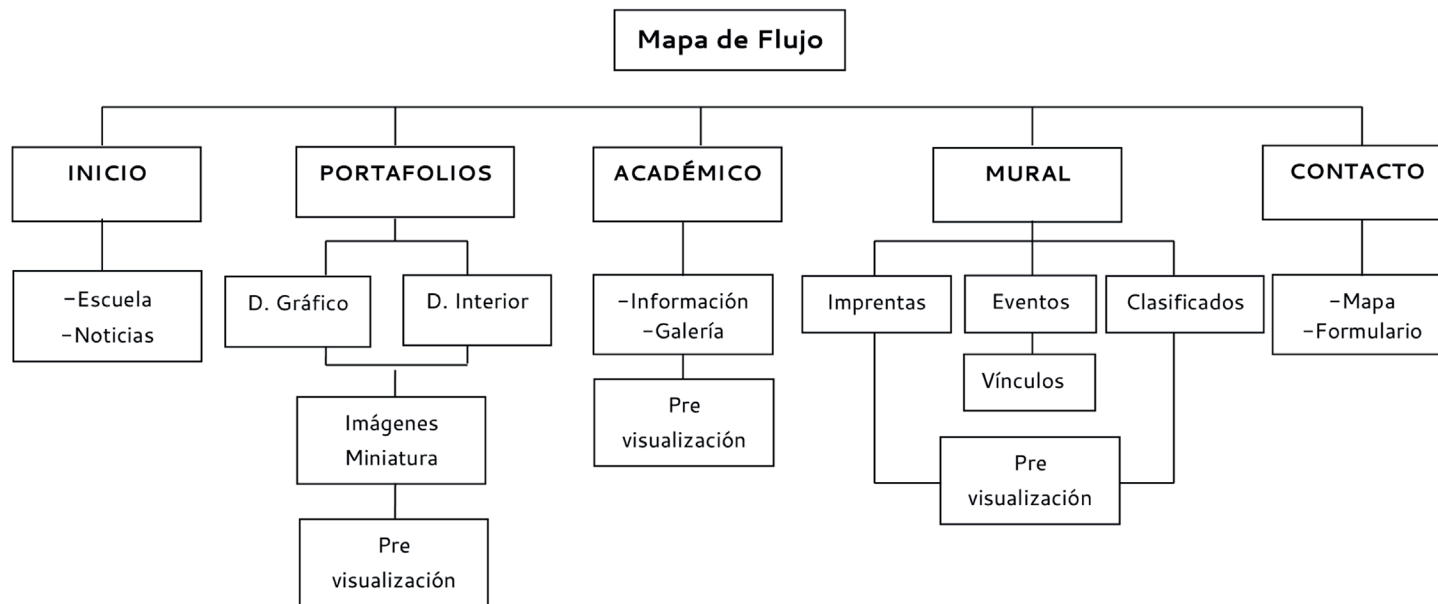 Mapa de Flujo
INICIO
PORTAFOLIOS
ACADÉMICO
MURAL
CONTACTO
-Escuela
-Noticias
D. Gráfico
D. Interior
Imágenes
Miniatura
Pre
visualización
-Información
-Galería
Pre
visualización
Imprentas
Eventos
Clasificados
Vínculos
Pre
visualización
-Mapa
-Formulario